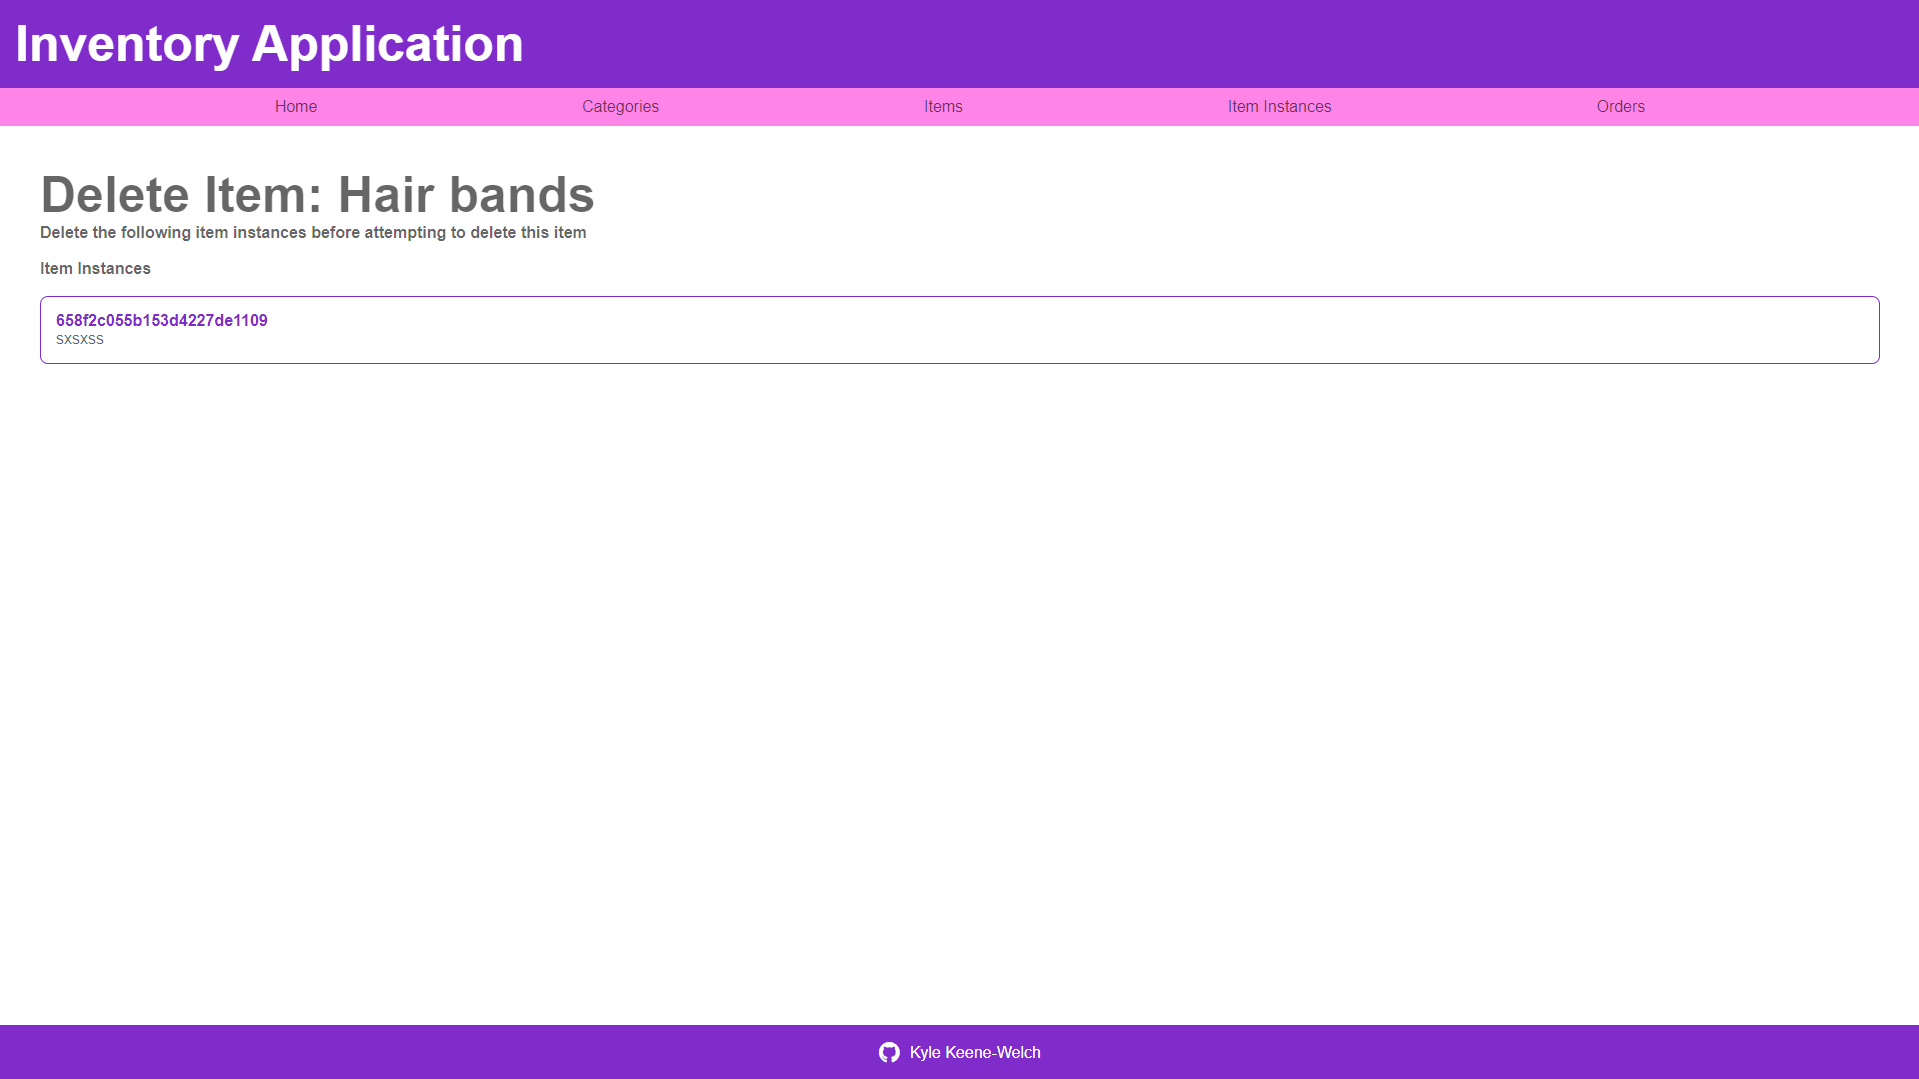 Inventory Application
Home Categories Items Item Instances Orders
Delete Item: Hair bands
Delete the following item instances before attempting to delete this item
Item Instances
658f2c055b153d4227de1109
SXSXSS
Kyle Keene-Welch